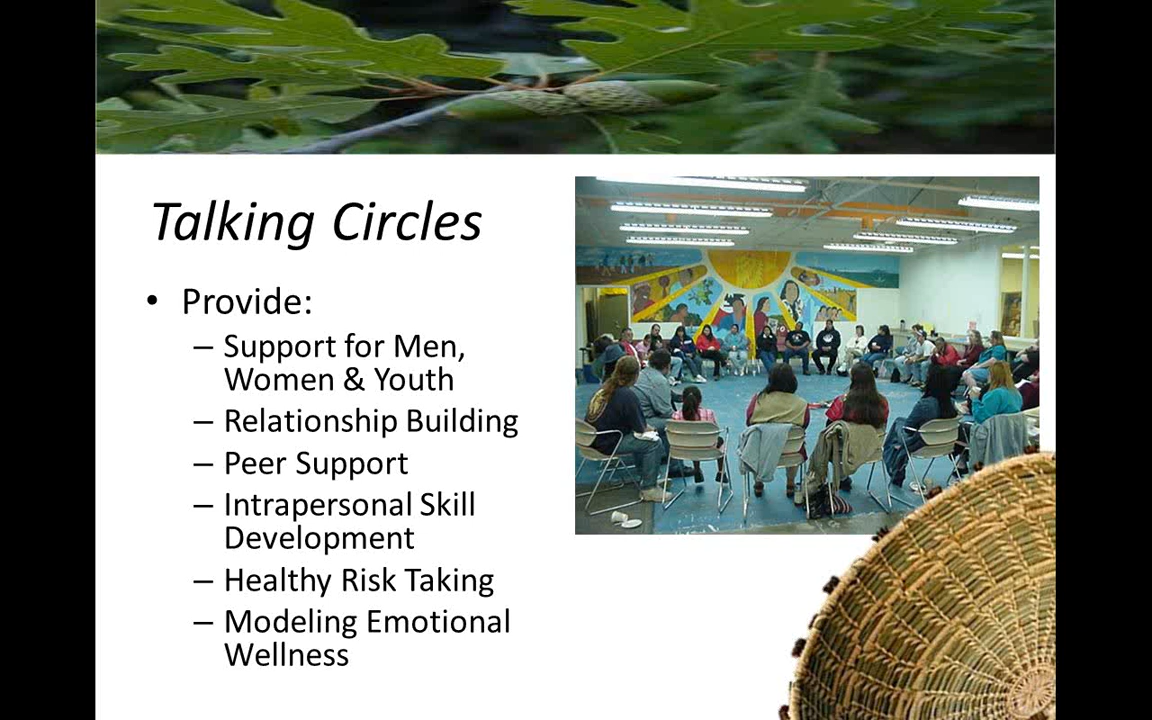 Talking Circles
• Provide:
– Support for Men,
Women & Youth
– Relationship Building
– Peer Support
– Intrapersonal Skill
Development
– Healthy Risk Taking
– Modeling Emotional
Wellness